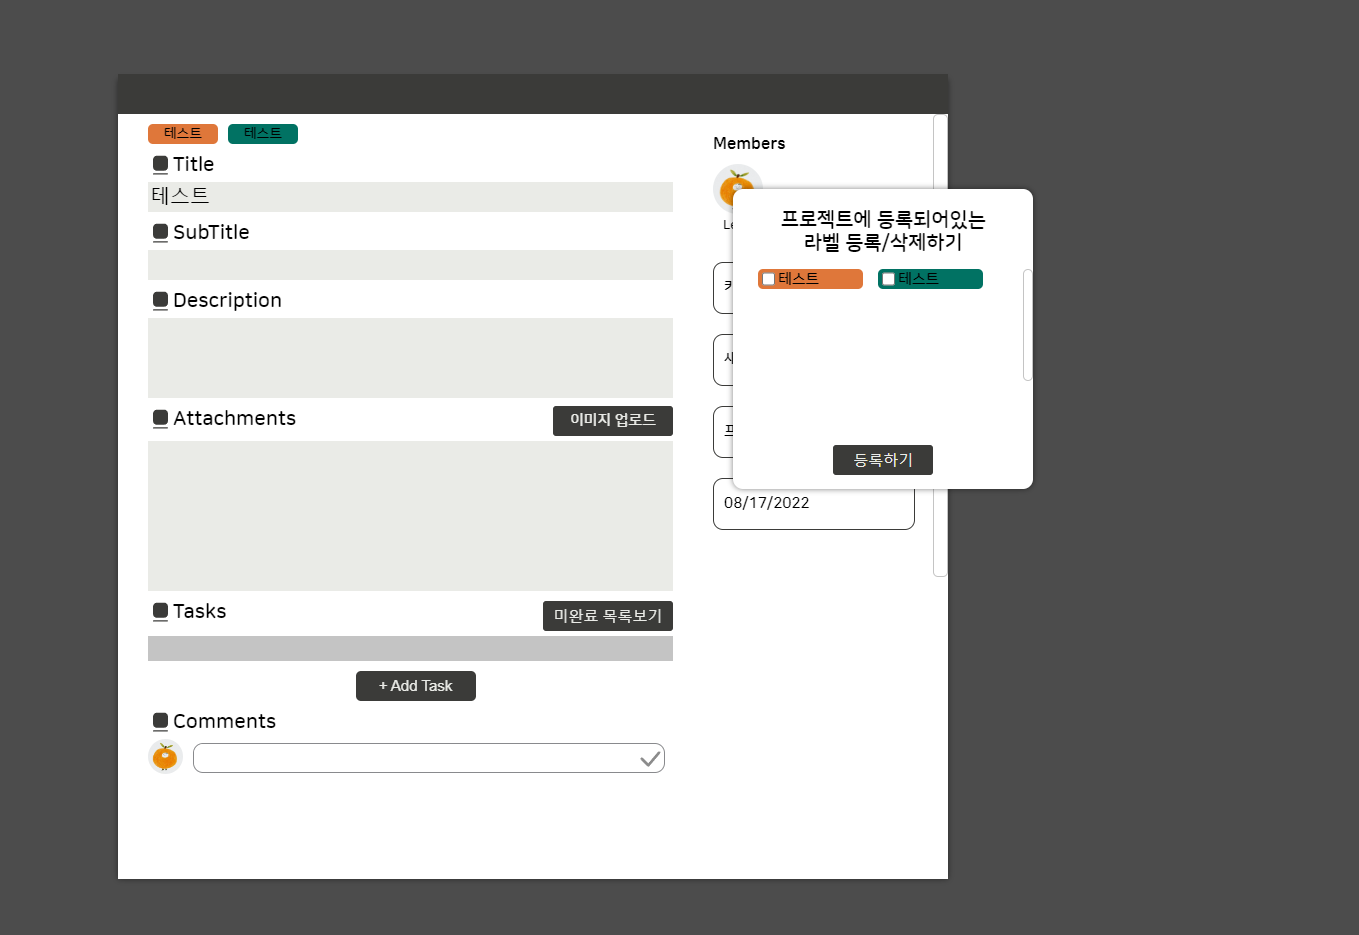 테스트 테스트
Title
테스트
SubTitle
Description
Attachments
이미지 업로드
Tasks
미완료 목록보기
+ Add Task
Comments
Members
프로젝트에 등록되어있는
라벨 등록/삭제하기
테스트 테스트
등록하기
08/17/2022